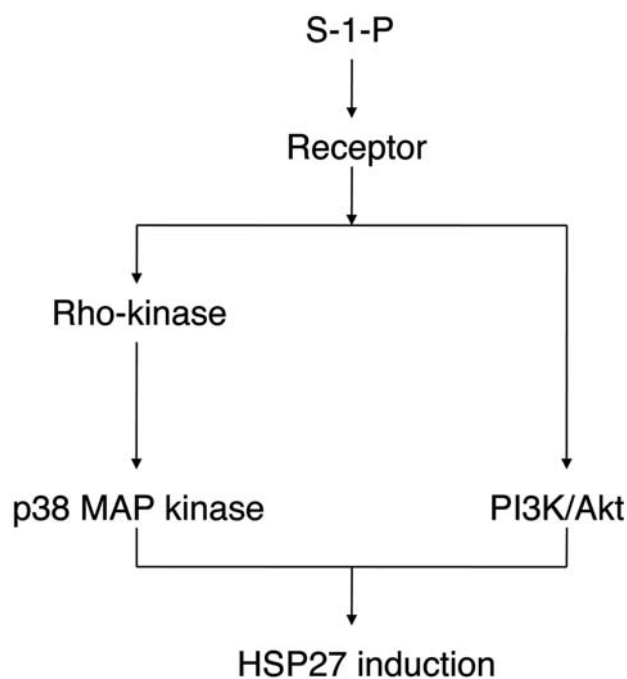 S-1-P
Receptor
Rho-kinase
p38 MAP kinase PI3K/Akt
HSP27 induction